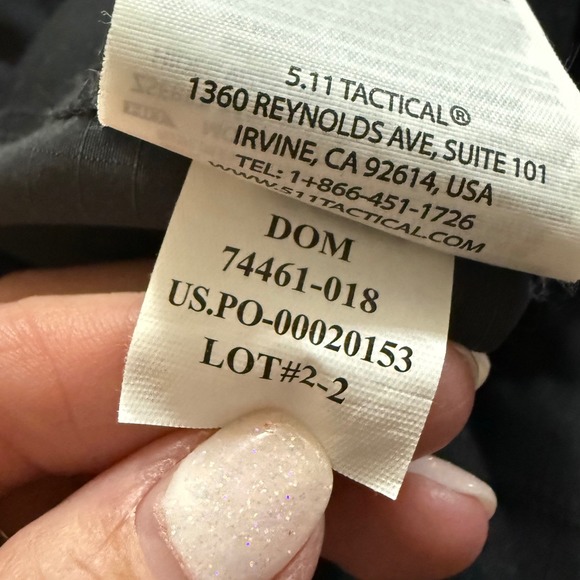 5.11 TACTICAL®
1360 REYNOLDS AVE, SUITE 101
IRVINE, CA 92614, USA
TEL: 1+866-451-1726
WWW.511TACTICAL.COM
DOM
74461-018
US.PO-00020153
LOT#2-2